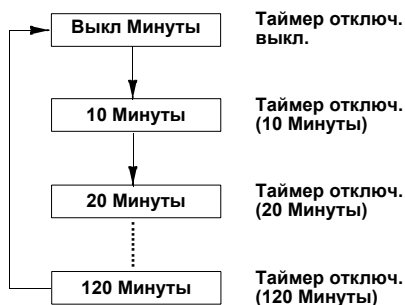 Выкл Минуты
Таймер отключ.
выкл.
10 Минуты
Таймер отключ.
(10 Минуты)
20 Минуты
Таймер отключ.
(20 Минуты)
120 Минуты
Таймер отключ.
(120 Минуты)